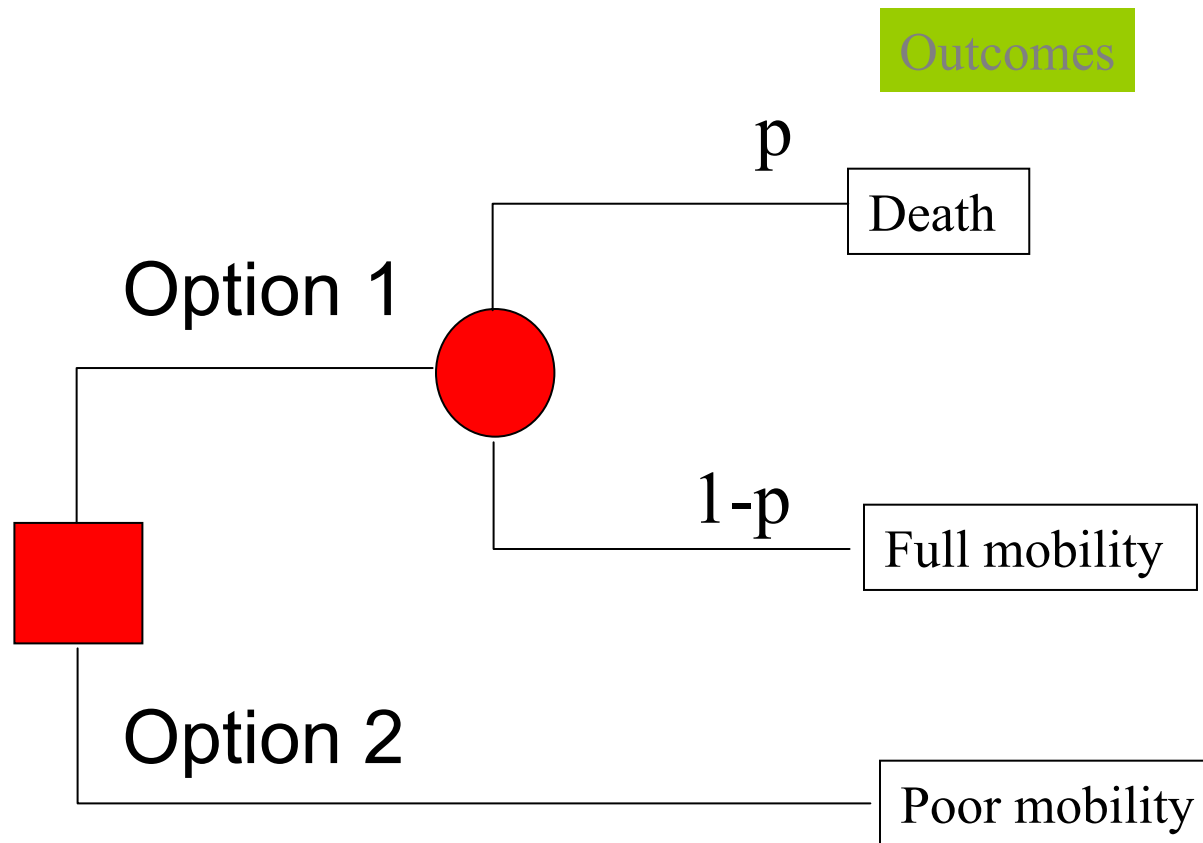 Outcomes
p
Death
Option 1
1-p
Full mobility
Option 2
Poor mobility